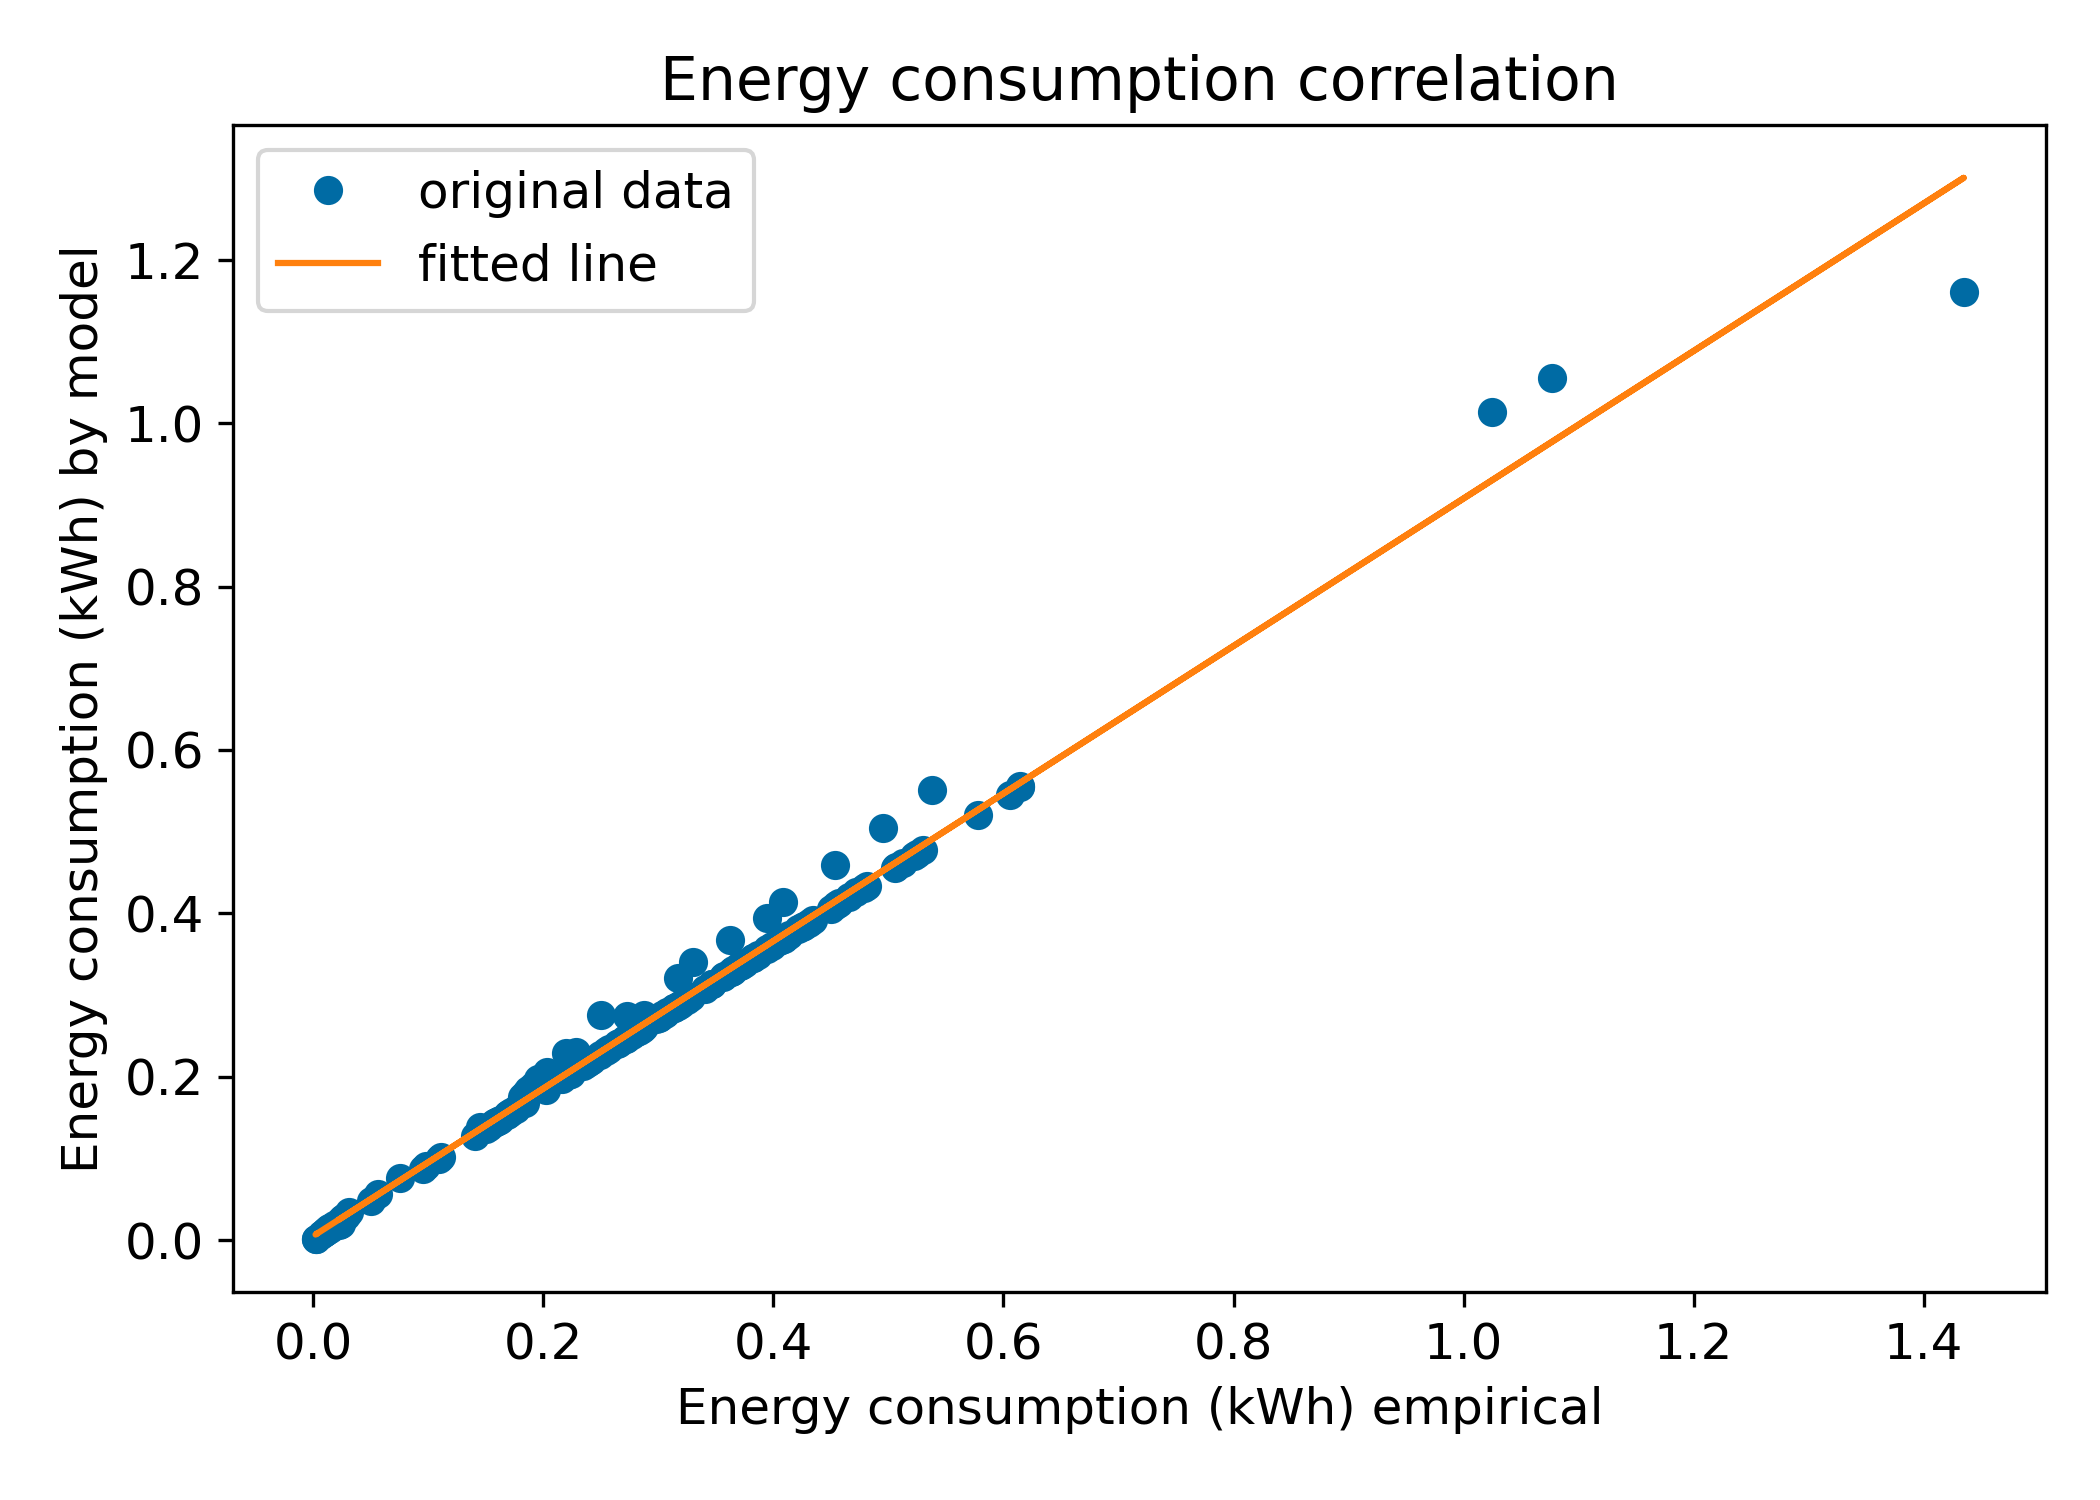 Energy consumption correlation
original data
fitted line
Energy consumption (kWh) by model
1.2
1.0
0.8
0.6
0.4
0.2
0.0
0.0 0.2 0.4 0.6 0.8 1.0 1.2 1.4
Energy consumption (kWh) empirical